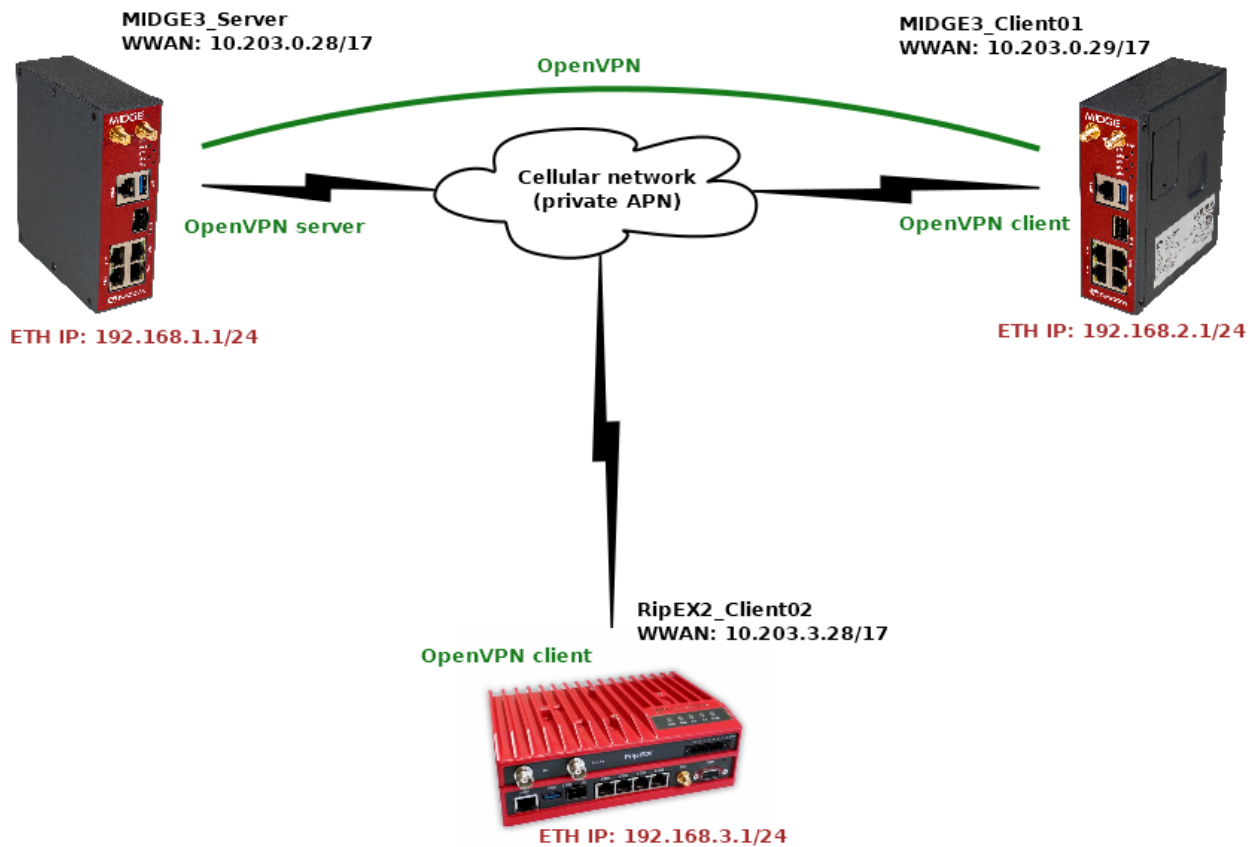 MIDGE3_Server
WWAN: 10.203.0.28/17
MIDGE3_Client01
WWAN: 10.203.0.29/17
OpenVPN
MIDGE
MIDGE
Cellular network
(private APN)
OpenVPN server
OpenVPN client
ETH IP: 192.168.1.1/24
ETH IP: 192.168.2.1/24
RipEX2_Client02
WWAN: 10.203.3.28/17
OpenVPN client
ETH IP: 192.168.3.1/24